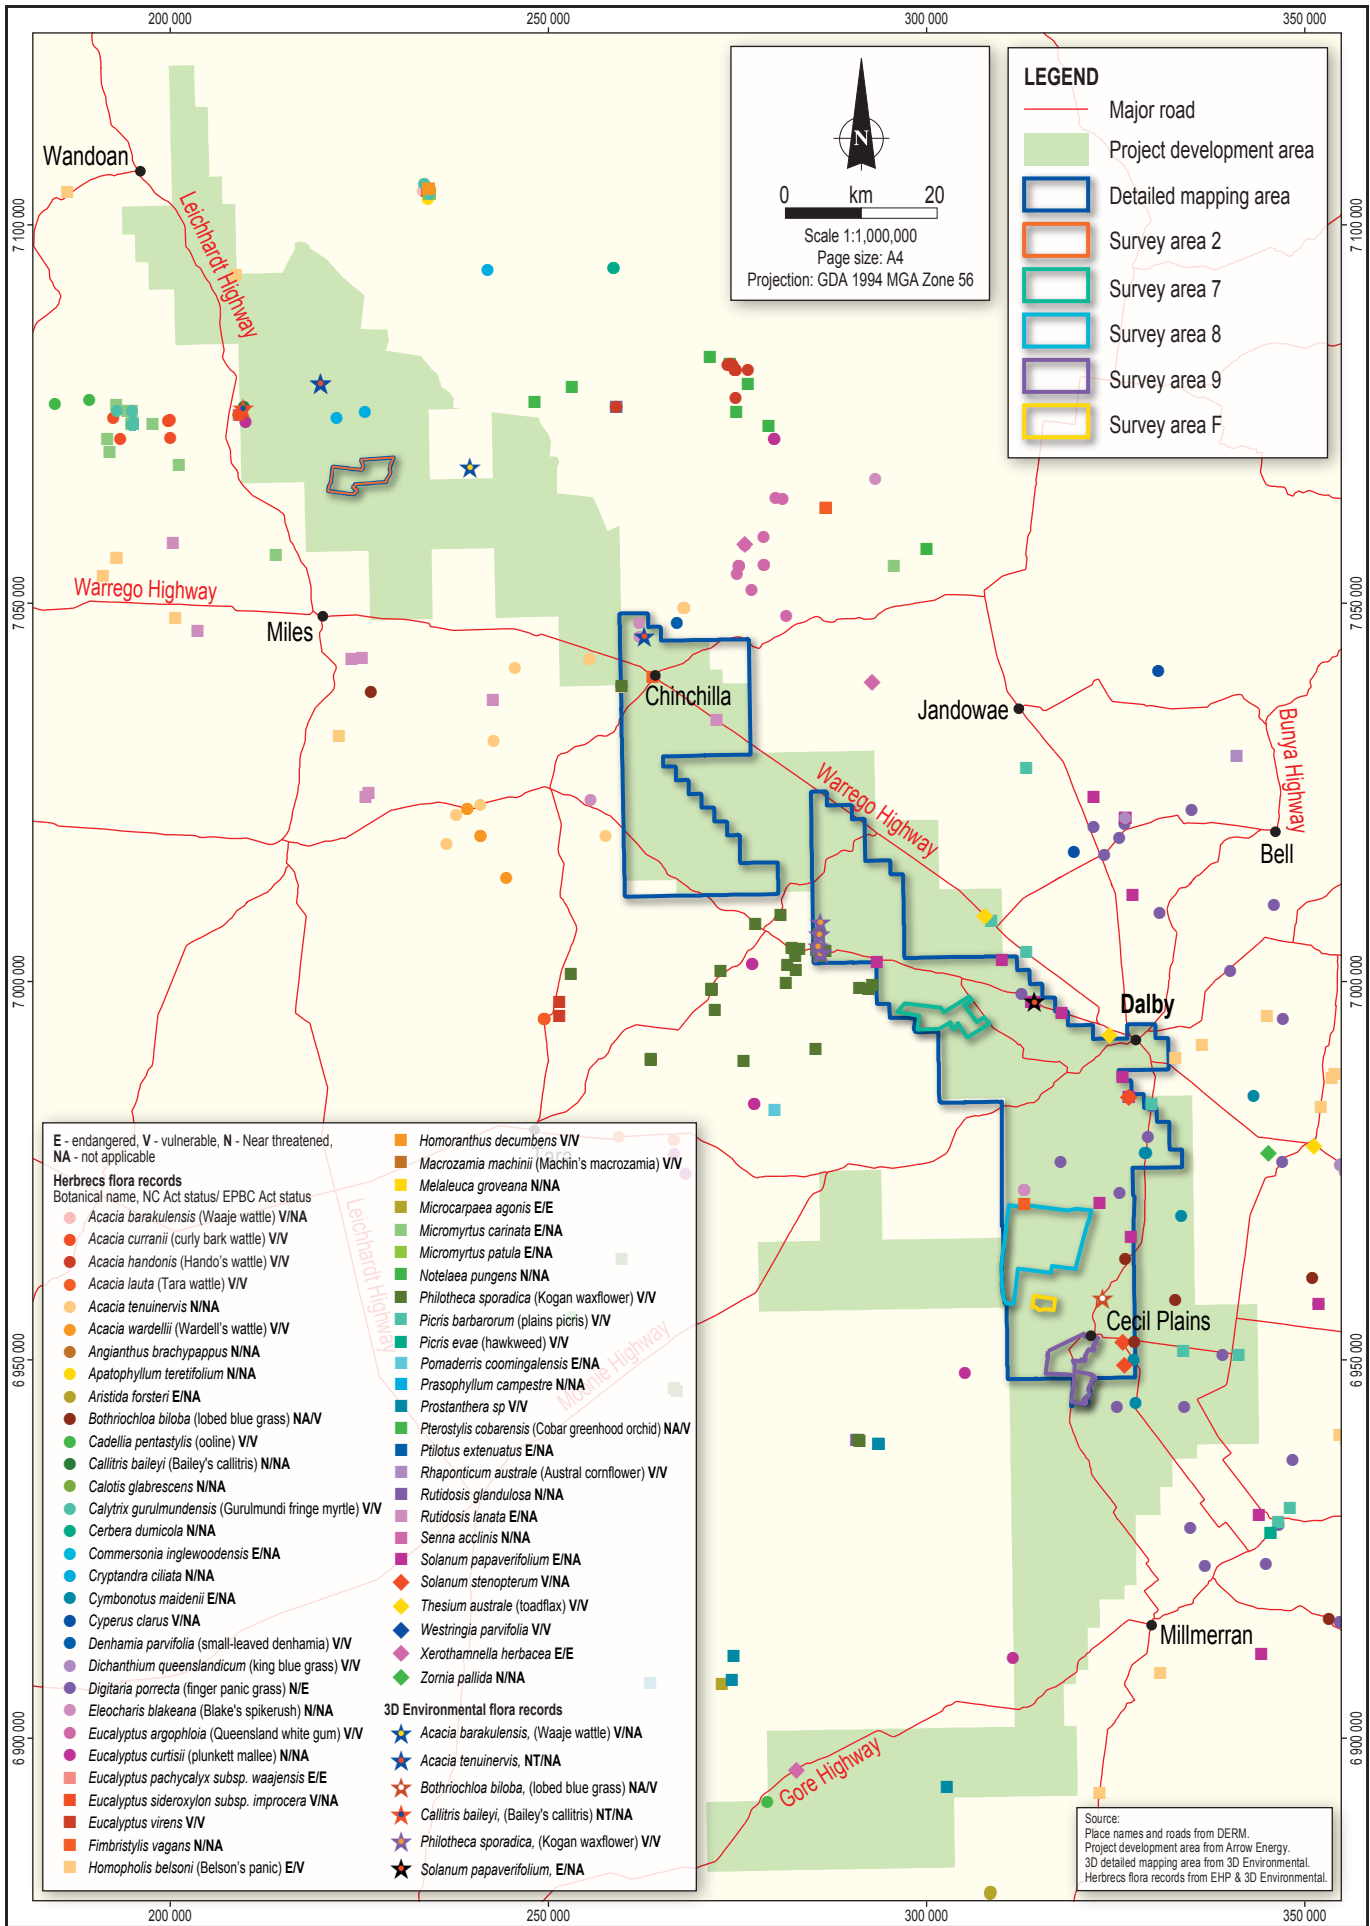 200 000
250 000
300 000
350 000
7 100 000
7 050 000
7 000 000
6 950 000
6 900 000
7 100 000
7 050 000
7 000 000
6 950 000
6 900 000
N
0 km 20
Scale 1:1,000,000
Page size: A4
Projection: GDA 1994 MGA Zone 56
LEGEND
Major road
Project development area
Detailed mapping area
Survey area 2
Survey area 7
Survey area 8
Survey area 9
Survey area F
Wandoan
Leichhardt Highway
Warrego Highway
Miles
Chinchilla
Jandowae
Bunya Highway
Warrego Highway
Bell
Dalby
Tara
Leichhardt Highway
Moonie Highway
Cecil Plains
Millmerran
Gore Highway
E - endangered, V - vulnerable, N - Near threatened,
NA - not applicable
Herbrecs flora records
Botanical name, NC Act status/ EPBC Act status
Acacia barakulensis (Waaje wattle) V/NA
Acacia curranii (curly bark wattle) V/V
Acacia handonis (Hando's wattle) V/V
Acacia lauta (Tara wattle) V/V
Acacia tenuinervis N/NA
Acacia wardellii (Wardell's wattle) V/V
Angianthus brachypappus N/NA
Apatophyllum teretifolium N/NA
Aristida forsteri E/NA
Bothriochloa biloba (lobed blue grass) NA/V
Cadellia pentastylis (ooline) V/V
Callitris baileyi (Bailey's callitris) N/NA
Calotis glabrescens N/NA
Calytrix gurulmundensis (Gurulmundi fringe myrtle) V/V
Cerbera dumicola N/NA
Commersonia inglewoodensis E/NA
Cryptandra ciliata N/NA
Cymbonotus maidenii E/NA
Cyperus clarus V/NA
Denhamia parvifolia (small-leaved denhamia) V/V
Dichanthium queenslandicum (king blue grass) V/V
Digitaria porrecta (finger panic grass) N/E
Eleocharis blakeana (Blake's spikerush) N/NA
Eucalyptus argophloia (Queensland white gum) V/V
Eucalyptus curtisii (plunkett mallee) N/NA
Eucalyptus pachycalyx subsp. waajensis E/E
Eucalyptus sideroxylon subsp. improcera V/NA
Eucalyptus virens V/V
Fimbristylis vagans N/NA
Homopholis belsoni (Belson's panic) E/V
Homoranthus decumbens V/V
Macrozamia machinii (Machin's macrozamia) V/V
Melaleuca groveana N/NA
Microcarpaea agonis E/E
Micromyrtus carinata E/NA
Micromyrtus patula E/NA
Notelaea pungens N/NA
Philotheca sporadica (Kogan waxflower) V/V
Picris barbarorum (plains picris) V/V
Picris evae (hawkweed) V/V
Pomaderris coomingalensis E/NA
Prasophyllum campestre N/NA
Prostanthera sp V/V
Pterostylis cobarensis (Cobar greenhood orchid) NA/V
Ptilotus extenuatus E/NA
Rhaponticum australe (Austral cornflower) V/V
Rutidosis glandulosa N/NA
Rutidosis lanata E/NA
Senna acclinis N/NA
Solanum papaverifolium E/NA
Solanum stenopterum V/NA
Thesium australe (toadflax) V/V
Westringia parvifolia V/V
Xerothamnella herbacea E/E
Zornia pallida N/NA
3D Environmental flora records
Acacia barakulensis, (Waaje wattle) V/NA
Acacia tenuinervis, NT/NA
Bothriochloa biloba, (lobed blue grass) NA/V
Callitris baileyi, (Bailey's callitris) NT/NA
Philotheca sporadica, (Kogan waxflower) V/V
Solanum papaverifolium, E/NA
Source:
Place names and roads from DERM.
Project development area from Arrow Energy.
3D detailed mapping area from 3D Environmental.
Herbrecs flora records from EHP & 3D Environmental.
200 000
250 000
300 000
350 000